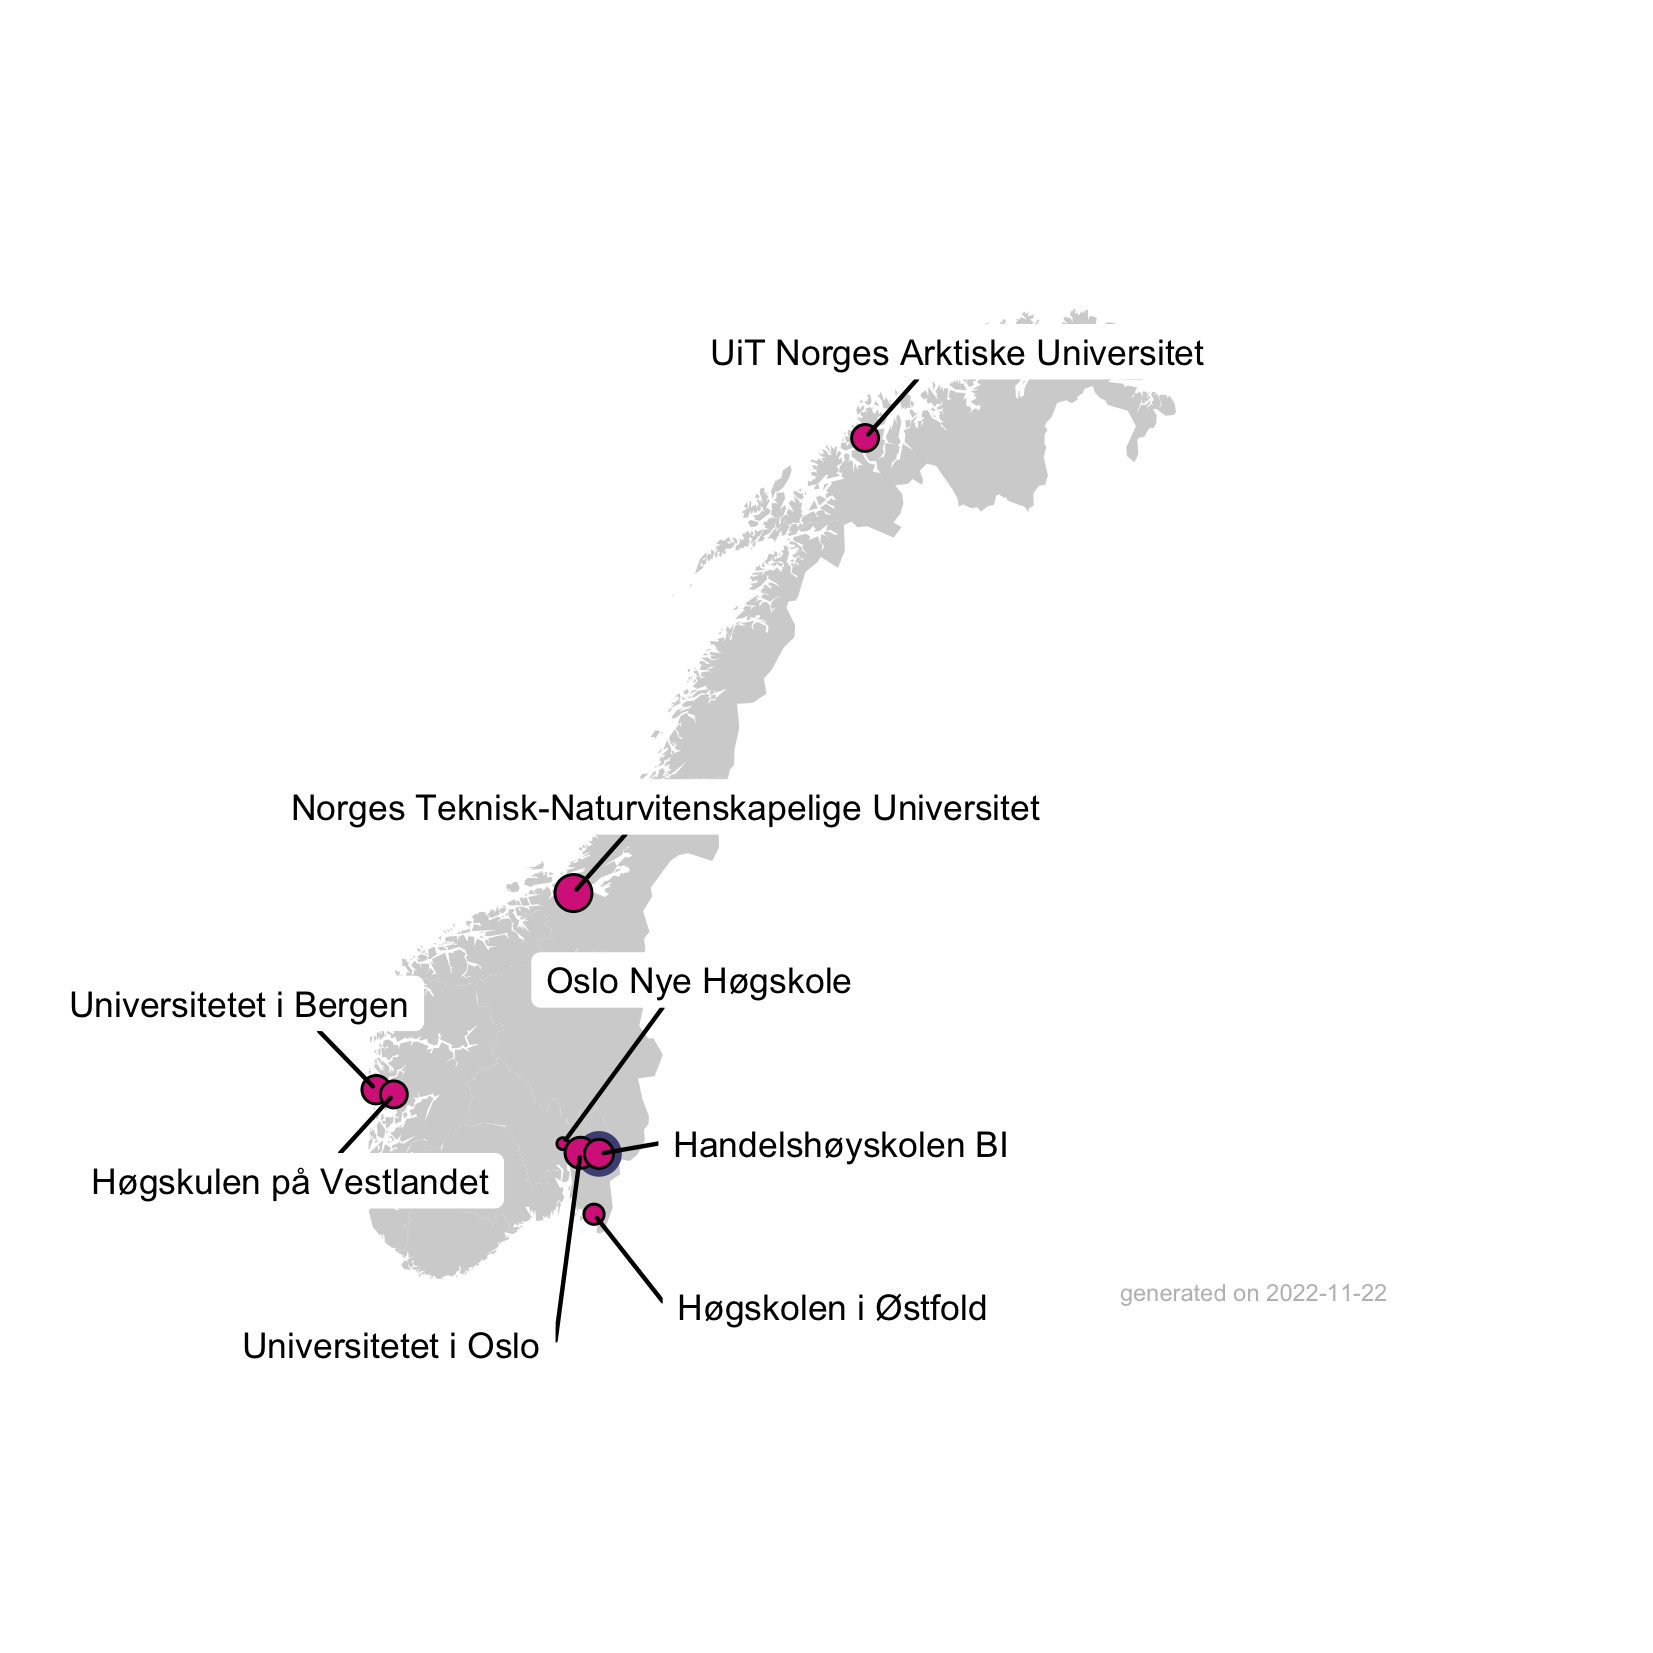 UiT Norges Arktiske Universitet
Norges Teknisk-Naturvitenskapelige Universitet
Oslo Nye Høgskole
Universitetet i Bergen
Handelshøyskolen BI
Høgskulen på Vestlandet
generated on 2022-11-22
Høgskolen i Østfold
Universitetet i Oslo